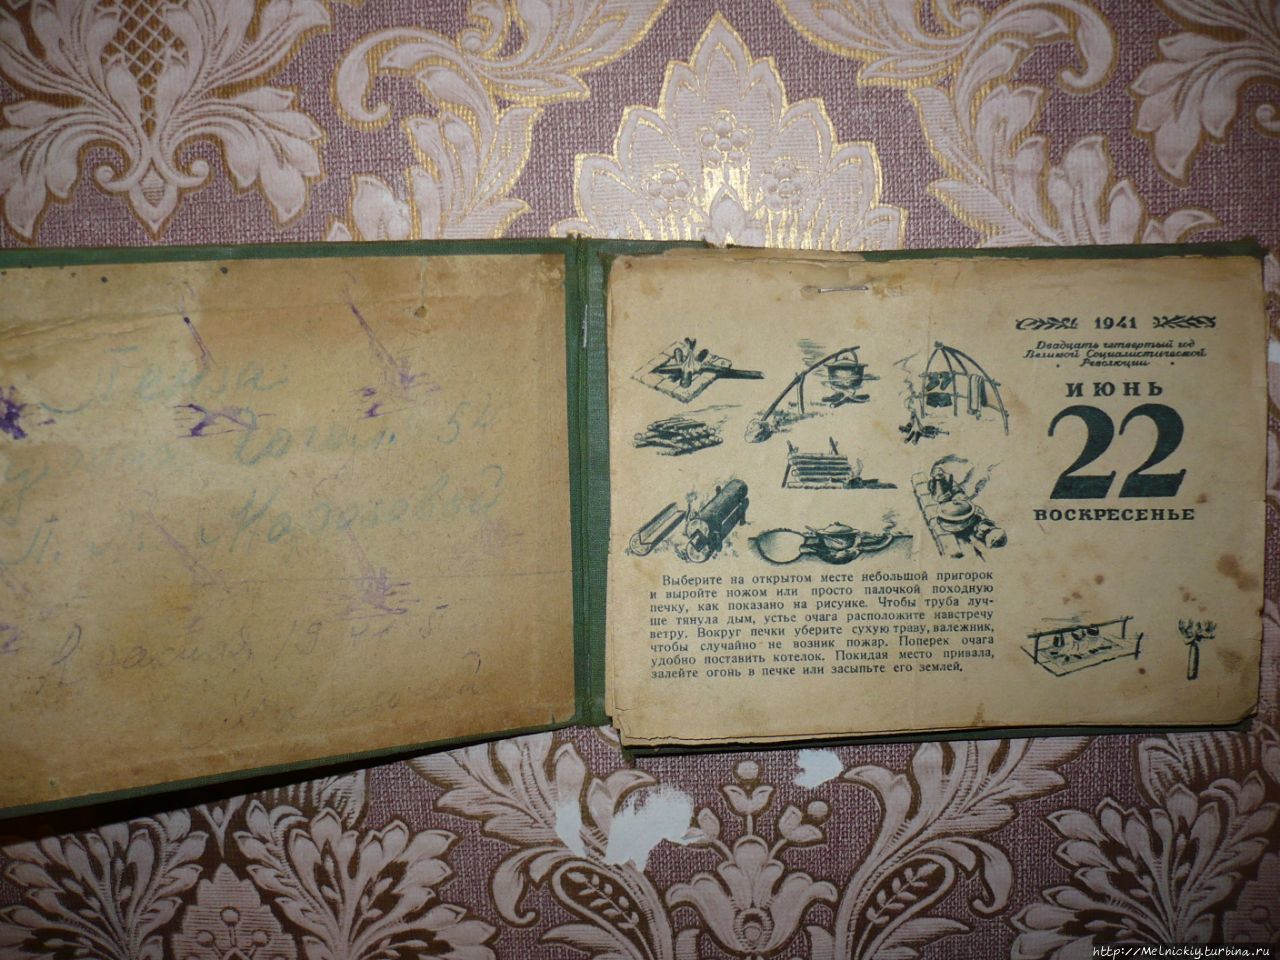 Гоголя 54
1941
Двадцать четвертый год
Великой Социалистической
Революции
ИЮНЬ
22
ВОСКРЕСЕНЬЕ
Выберите на открытом месте небольшой пригорок
и выройте ножом или просто палочкой походную
печку, как показано на рисунке. Чтобы труба луч-
ше тянула дым, устье очага расположите навстречу
ветру. Вокруг печки уберите сухую траву, валежник,
чтобы случайно не возник пожар. Поперек очага
удобно поставить котелок. Покидая место привала,
залейте огонь в печке или засыпьте его землей.
http://Melnickiy.turbina.ru